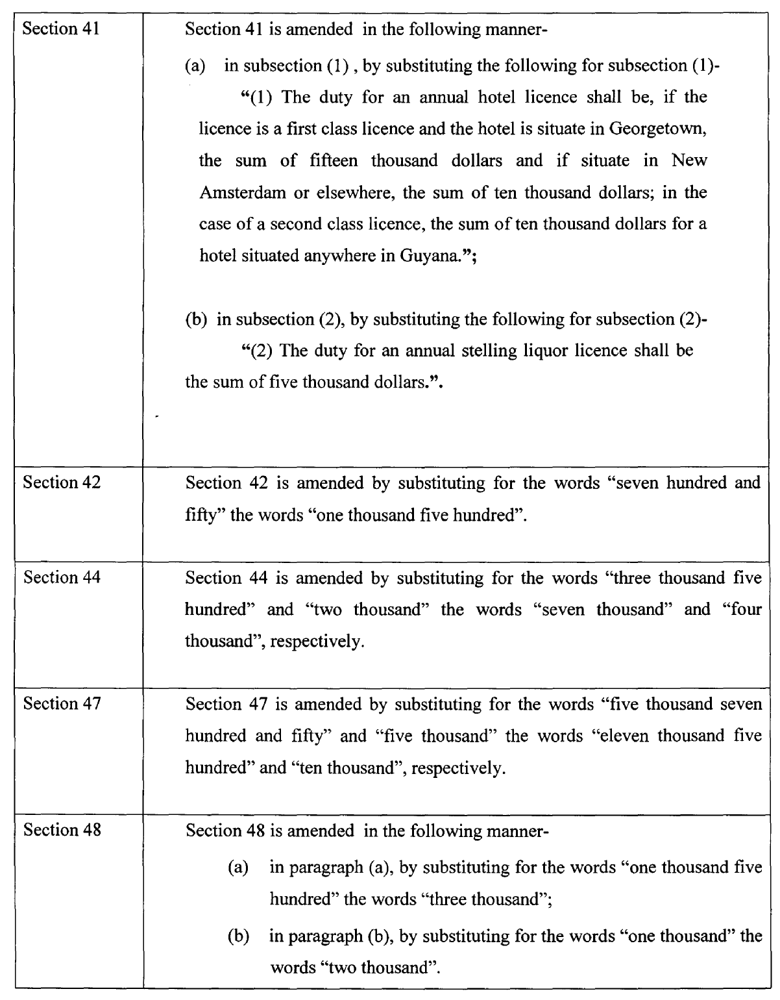 Section 41
Section 41 is amended in the following manner-
(a) in subsection (1) , by substituting the following for subsection (1)-
“(1) The duty for an annual hotel licence shall be, if the
licence is a first class licence and the hotel is situate in Georgetown,
the sum of fifteen thousand dollars and if situate in New
Amsterdam or elsewhere, the sum of ten thousand dollars; in the
case of a second class licence, the sum of ten thousand dollars for a
hotel situated anywhere in Guyana.”;
(b) in subsection (2), by substituting the following for subsection (2)-
“(2) The duty for an annual stelling liquor licence shall be
the sum of five thousand dollars.”.
Section 42
Section 42 is amended by substituting for the words “seven hundred and
fifty” the words “one thousand five hundred”.
Section 44
Section 44 is amended by substituting for the words “three thousand five
hundred” and “two thousand” the words “seven thousand” and “four
thousand”, respectively.
Section 47
Section 47 is amended by substituting for the words “five thousand seven
hundred and fifty” and “five thousand” the words “eleven thousand five
hundred” and “ten thousand”, respectively.
Section 48
Section 48 is amended in the following manner-
(a) in paragraph (a), by substituting for the words “one thousand five
hundred” the words “three thousand”;
(b) in paragraph (b), by substituting for the words “one thousand” the
words “two thousand”.